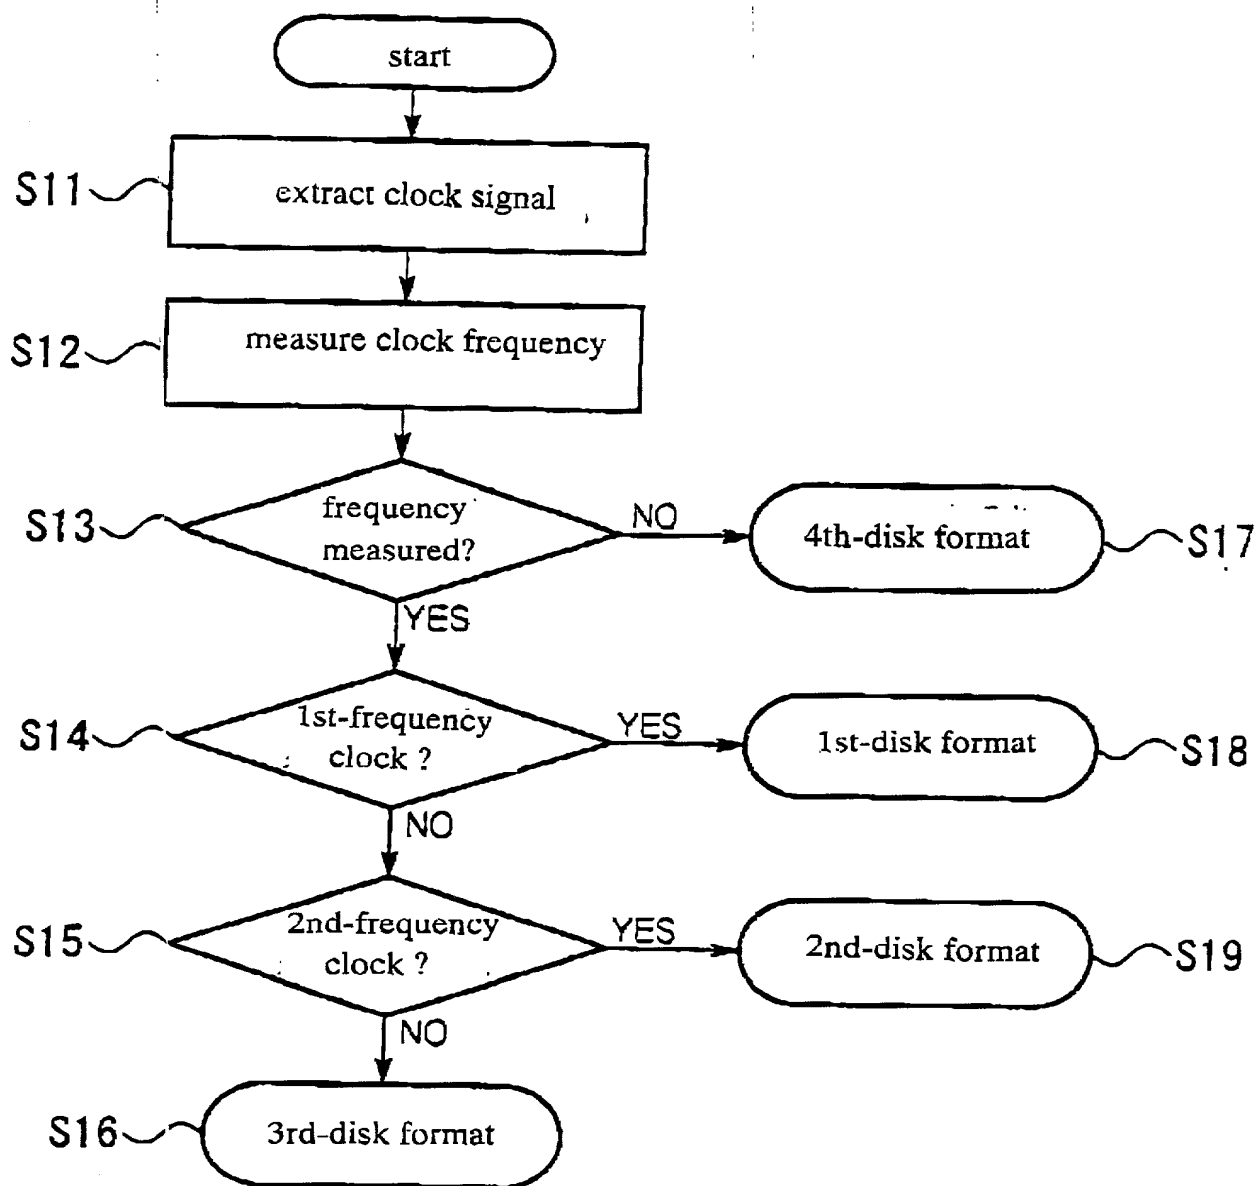 start
S11
extract clock signal
S12
measure clock frequency
S13
frequency
measured?
NO
4th-disk format
S17
YES
S14
1st-frequency
clock ?
YES
1st-disk format
S18
NO
S15
2nd-frequency
clock ?
YES
2nd-disk format
S19
NO
S16
3rd-disk format